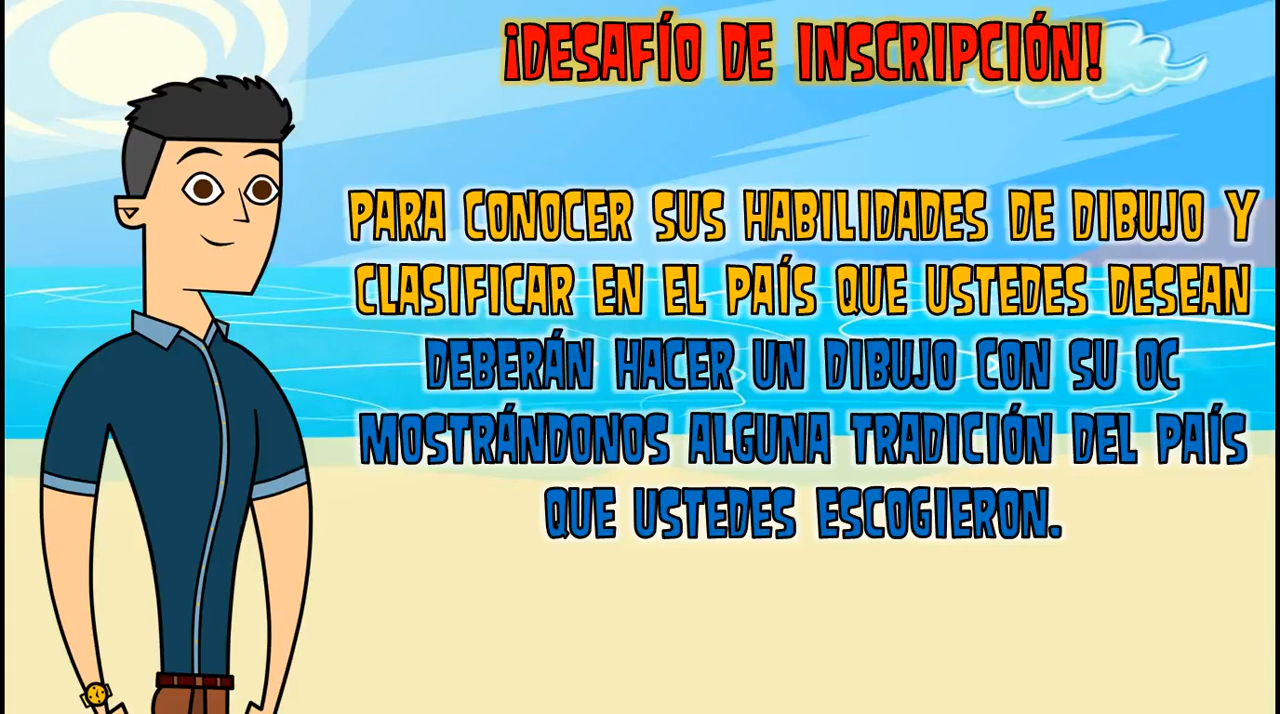 ¡DESAFÍO DE INSCRIPCIÓN!
PARA CONOCER SUS HABILIDADES DE DIBUJO Y
CLASIFICAR EN EL PAÍS QUE USTEDES DESEAN
DEBERÁN HACER UN DIBUJO CON SU OC
MOSTRÁNDONOS ALGUNA TRADICIÓN DEL PAÍS
QUE USTEDES ESCOGIERON.